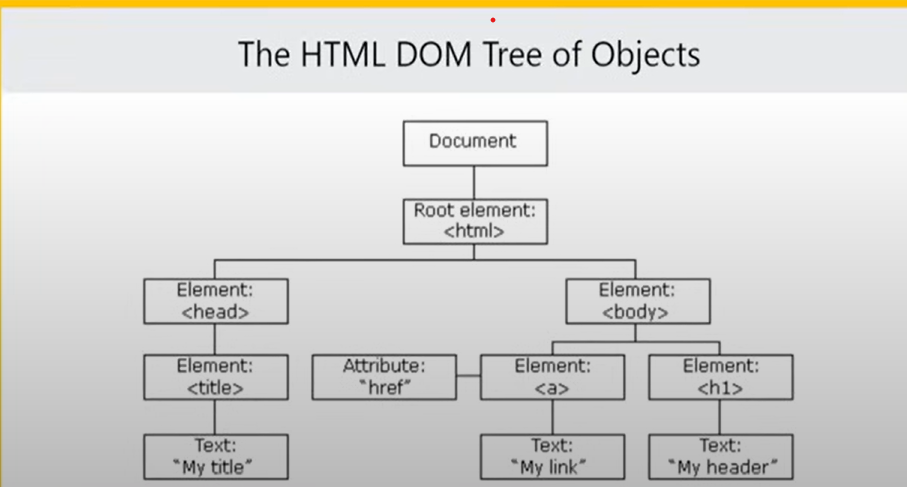 The HTML DOM Tree of Objects
Document
Root element:
<html>
Element:
<head>
Element:
<body>
Element:
<title>
Attribute:
"href"
Element:
<a>
Element:
<h1>
Text:
"My title"
Text:
"My link"
Text:
"My header"